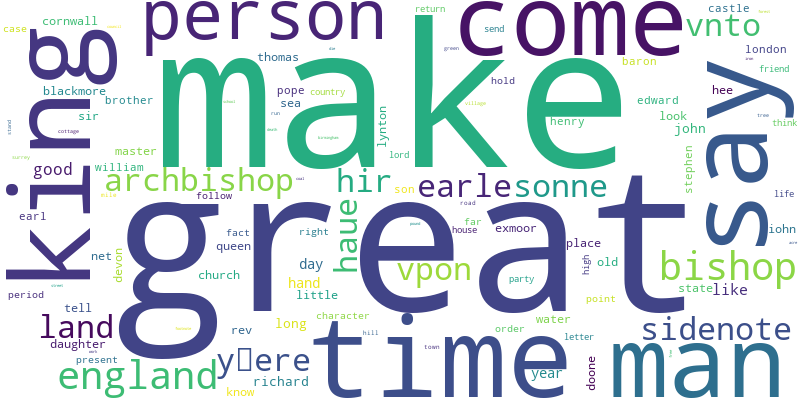 return
castle
case
cornwall
person
come
vnto
send
green
london
thomas
baron
blackmore
pope
country
hold
friend
king
make
say
hee
brother
sea
edward
sir
henry
look
think
john
lynton
master
lord
stephen
william
good
archbishop
hir
earle
sonne
son
follow
life
earl
road
fact
right
far
house
exmoor
iohn
net
queen
haue
great
place
high
old
bishop
devon
church
day
vpon
party
state
like
period
hand
little
point
tell
character
water
land
rev
long
time
order
sidenote
hill
town
letter
daughter
present
england
richard
year
doone
man
know
village
cottage
stand
tree
run